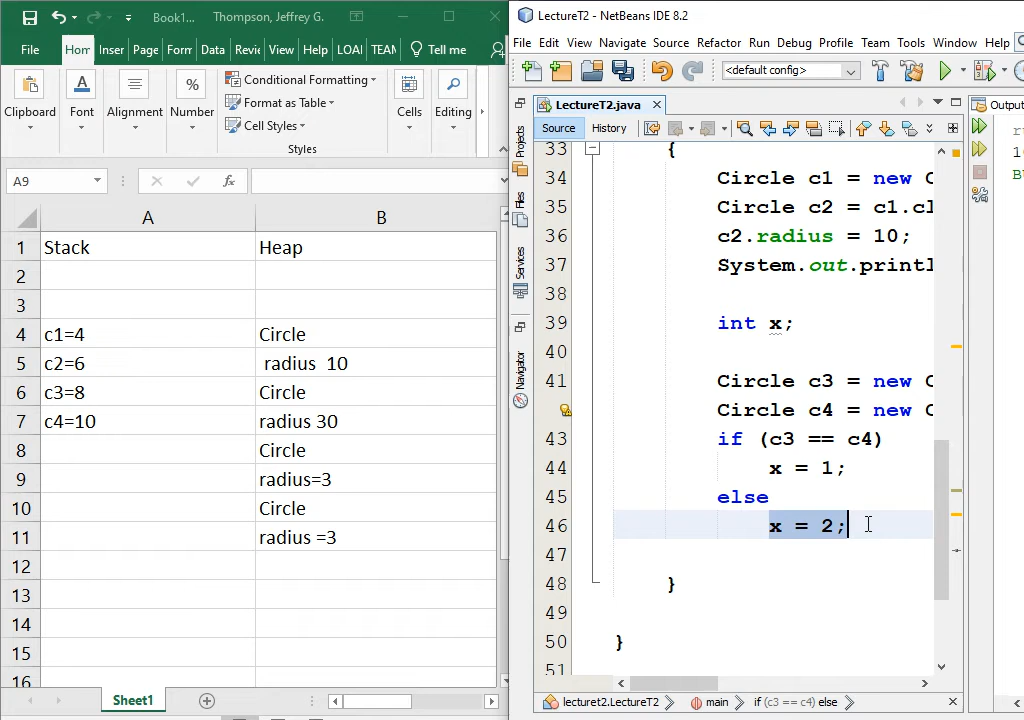 Book1...
Thompson, Jeffrey G.
File
Hor
Inser
Page
Form
Data
Revie
View
Help
LOAI
TEAM
Tell me
Clipboard
Font
Alignment
Number
Conditional Formatting
Format as Table
Cell Styles
Styles
Cells
Editing
A9
fx
A B
1 Stack Heap
2
3
4 c1=4 Circle
5 c2=6 radius 10
6 c3=8 Circle
7 c4=10 radius 30
8 Circle
9 radius=3
10 Circle
11 radius =3
12
13
14
15
16
Sheet1
LectureT2 - NetBeans IDE 8.2
File Edit View Navigate Source Refactor Run Debug Profile Team Tools Window Help
<default config>
LectureT2.java
Output
Source History
Projects
Files
Services
Navigator
33 {
34 Circle c1 = new C
35 Circle c2 = c1.cl
36 c2.radius = 10;
37 System.out.printl
38
39 int x;
40
41 Circle c3 = new C
Circle c4 = new C
43 if (c3 == c4)
44 x = 1;
45 else
46 x = 2;
47
48 }
49
50 }
51
lecturet2.LectureT2
main
if (c3 == c4) else